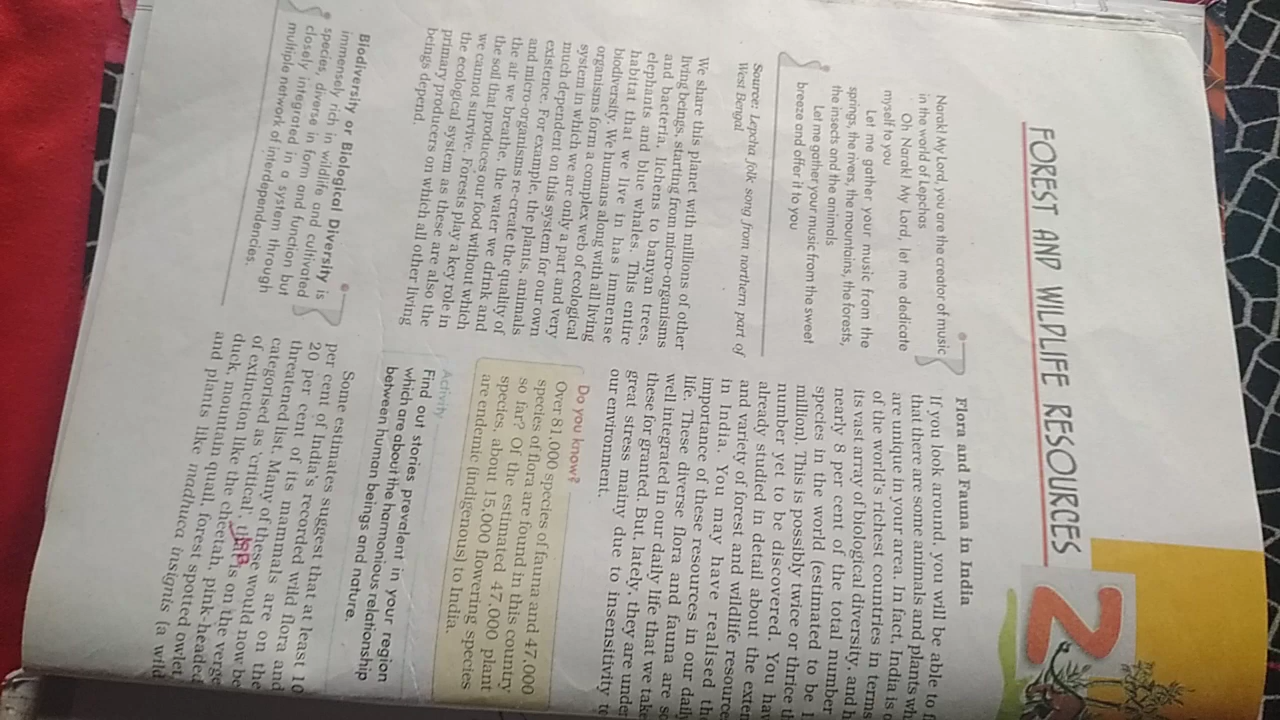 FOREST AND WILDLIFE RESOURCES
2
Narak! My Lord, you are the creator of music
in the world of Lepchas
Oh Narak! My Lord, let me dedicate
myself to you
Let me gather your music from the
springs, the rivers, the mountains, the forests,
the insects and the animals
Let me gather your music from the sweet
breeze and offer it to you
Source: Lepcha folk song from northern part of
West Bengal
We share this planet with millions of other
living beings, starting from micro-organisms
and bacteria, lichens to banyan trees,
elephants and blue whales. This entire
habitat that we live in has immense
biodiversity. We humans along with all living
organisms form a complex web of ecological
system in which we are only a part and very
much dependent on this system for our own
existence. For example, the plants, animals
and micro-organisms re-create the quality of
the air we breathe, the water we drink and
the soil that produces our food without which
we cannot survive. Forests play a key role in
the ecological system as these are also the
primary producers on which all other living
beings depend.
Biodiversity or Biological Diversity is
immensely rich in wildlife and cultivated
species, diverse in form and function but
closely integrated in a system through
multiple network of interdependencies.
Flora and Fauna in India
If you look around, you will be able to
that there are some animals and plants
are unique in your area. In fact, India is
of the world's richest countries in terms
its vast array of biological diversity, and
nearly 8 per cent of the total number
species in the world (estimated to be
million). This is possibly twice or thrice
number yet to be discovered. You
already studied in detail about the
and variety of forest and wildlife
in India. You may have realised
importance of these resources in our
life. These diverse flora and fauna are
well integrated in our daily life that we take
these for granted. But, lately, they are under
great stress mainly due to insensitivity
our environment.
Do you know?
Over 81,000 species of fauna and 47,000
species of flora are found in this country
so far? Of the estimated 47,000 plant
species, about 15,000 flowering species
are endemic (indigenous) to India.
Activity
Find out stories prevalent in your region
which are about the harmonious relationship
between human beings and nature.
Some estimates suggest that at least 10
per cent of India's recorded wild flora and
20 per cent of its mammals are on the
threatened list. Many of these would now be
categorised as 'critical', that is on the verge
of extinction like the cheetah, pink-headed
duck, mountain quail, forest spotted owlet,
and plants like madhuca insignis (a wild